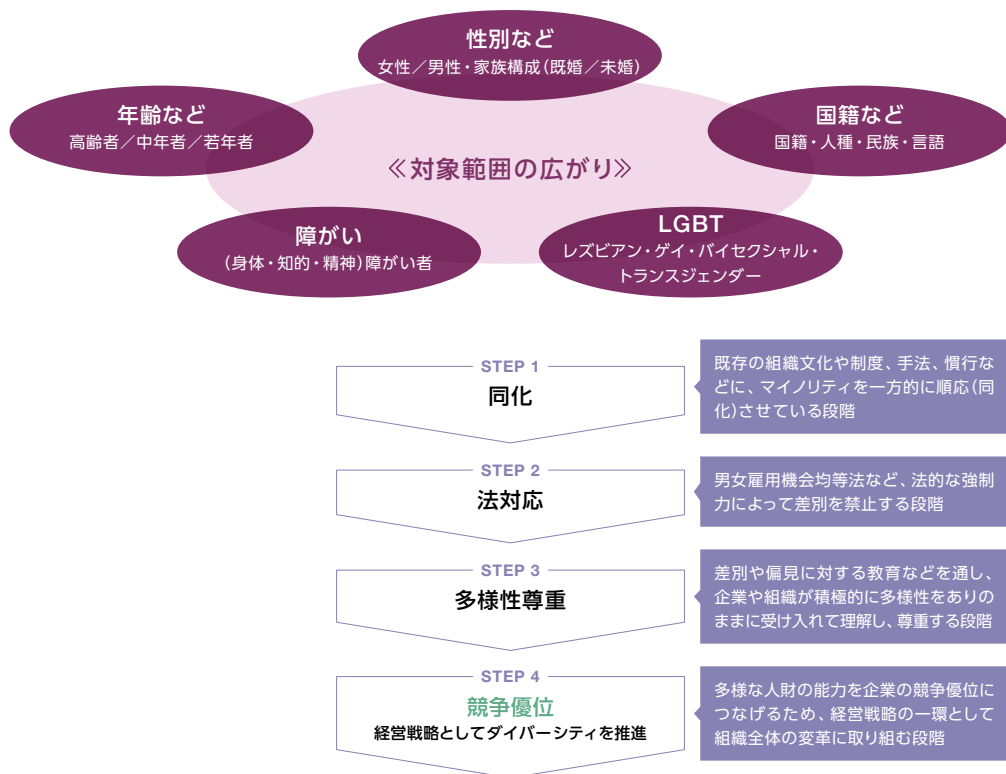 性別など
女性／男性・家族構成（既婚／未婚）
年齢など
高齢者／中年者／若年者
国籍など
国籍・人種・民族・言語
≪対象範囲の広がり≫
障がい
（身体・知的・精神）障がい者
LGBT
レズビアン・ゲイ・バイセクシャル・
トランスジェンダー
STEP 1
同化
既存の組織文化や制度、手法、慣行な
どに、マイノリティを一方的に順応（同
化）させている段階
STEP 2
法対応
男女雇用機会均等法など、法的な強制
力によって差別を禁止する段階
STEP 3
多様性尊重
差別や偏見に対する教育などを通し、
企業や組織が積極的に多様性をありの
ままに受け入れて理解し、尊重する段階
STEP 4
競争優位
経営戦略としてダイバーシティを推進
多様な人財の能力を企業の競争優位に
つなげるため、経営戦略の一環として
組織全体の変革に取り組む段階